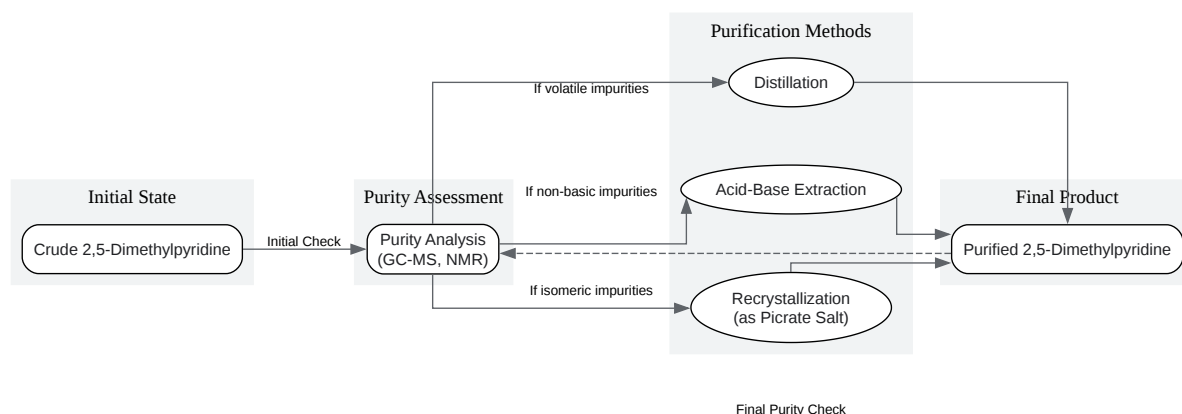 Purification Methods
Distillation
If volatile impurities
Initial State
Purity Assessment
If non-basic impurities
Acid-Base Extraction
Final Product
Crude 2,5-Dimethylpyridine
Initial Check
Purity Analysis
(GC-MS, NMR)
Purified 2,5-Dimethylpyridine
If isomeric impurities
Recrystallization
(as Picrate Salt)
Final Purity Check